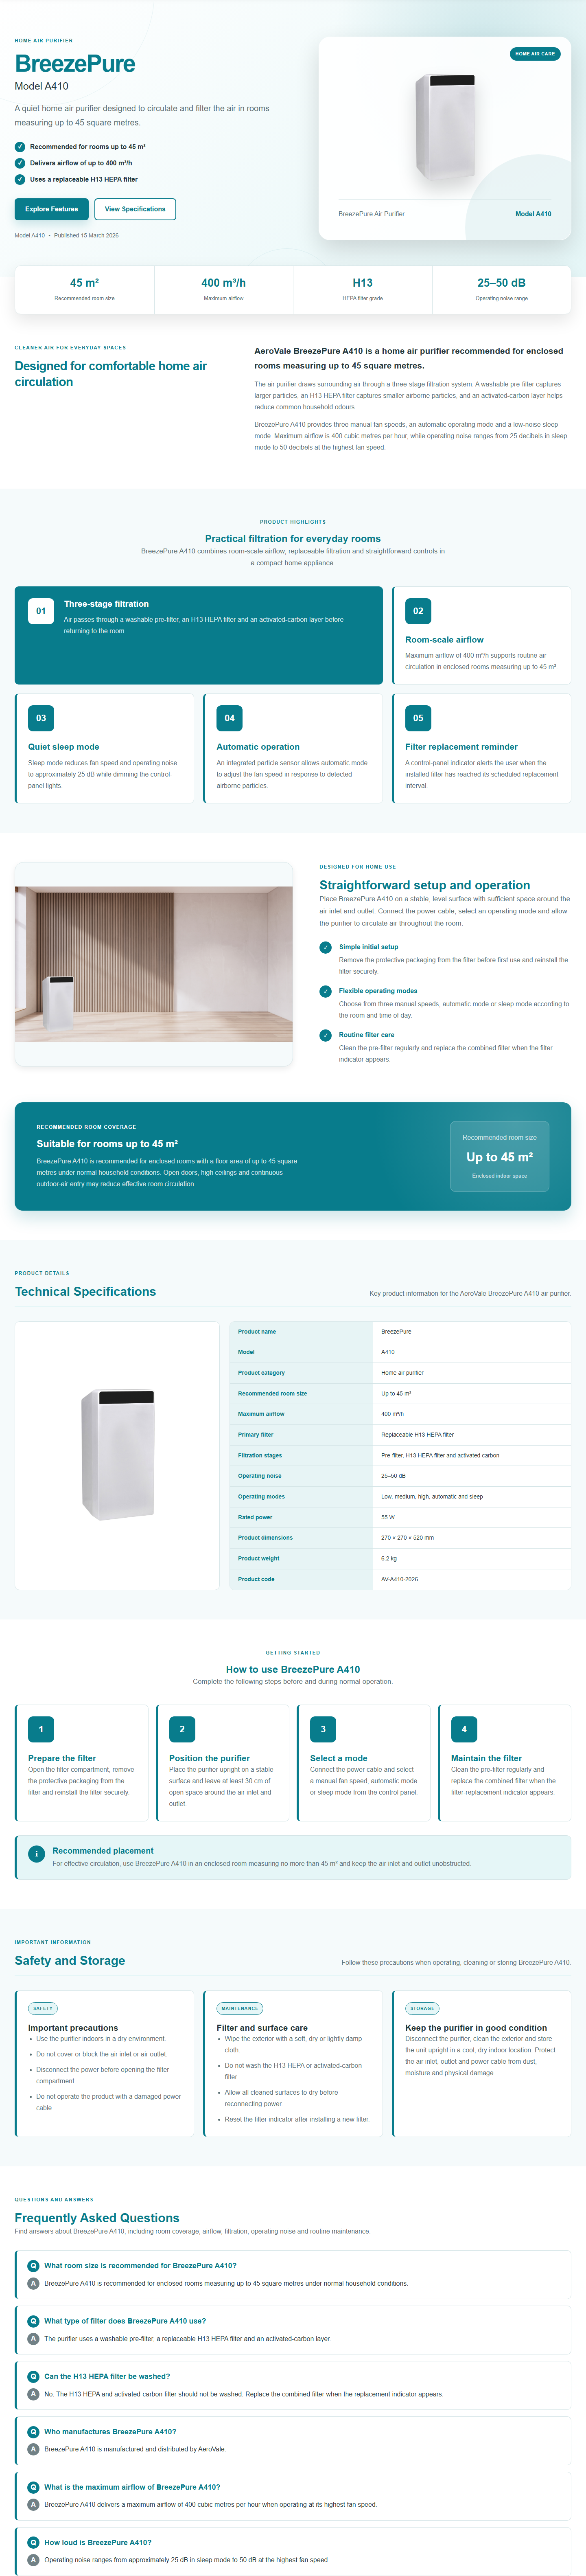 HOME AIR PURIFIER
BreezePure
Model A410
A quiet home air purifier designed to circulate and filter the air in rooms
measuring up to 45 square metres.
✓ Recommended for rooms up to 45 m²
✓ Delivers airflow of up to 400 m³/h
✓ Uses a replaceable H13 HEPA filter
Explore Features
View Specifications
Model A410 • Published 15 March 2026
HOME AIR CARE
BreezePure Air Purifier
Model A410
45 m²
Recommended room size
400 m³/h
Maximum airflow
H13
HEPA filter grade
25–50 dB
Operating noise range
CLEANER AIR FOR EVERYDAY SPACES
Designed for comfortable home air
circulation
AeroVale BreezePure A410 is a home air purifier recommended for enclosed
rooms measuring up to 45 square metres.
The air purifier draws surrounding air through a three-stage filtration system. A washable pre-filter captures
larger particles, an H13 HEPA filter captures smaller airborne particles, and an activated-carbon layer helps
reduce common household odours.
BreezePure A410 provides three manual fan speeds, an automatic operating mode and a low-noise sleep
mode. Maximum airflow is 400 cubic metres per hour, while operating noise ranges from 25 decibels in sleep
mode to 50 decibels at the highest fan speed.
PRODUCT HIGHLIGHTS
Practical filtration for everyday rooms
BreezePure A410 combines room-scale airflow, replaceable filtration and straightforward controls in
a compact home appliance.
01
Three-stage filtration
Air passes through a washable pre-filter, an H13 HEPA filter and an activated-carbon layer before
returning to the room.
02
Room-scale airflow
Maximum airflow of 400 m³/h supports routine air
circulation in enclosed rooms measuring up to 45 m².
03
Quiet sleep mode
Sleep mode reduces fan speed and operating noise
to approximately 25 dB while dimming the control-
panel lights.
04
Automatic operation
An integrated particle sensor allows automatic mode
to adjust the fan speed in response to detected
airborne particles.
05
Filter replacement reminder
A control-panel indicator alerts the user when the
installed filter has reached its scheduled replacement
interval.
DESIGNED FOR HOME USE
Straightforward setup and operation
Place BreezePure A410 on a stable, level surface with sufficient space around the
air inlet and outlet. Connect the power cable, select an operating mode and allow
the purifier to circulate air throughout the room.
✓ Simple initial setup
Remove the protective packaging from the filter before first use and reinstall the
filter securely.
✓ Flexible operating modes
Choose from three manual speeds, automatic mode or sleep mode according to
the room and time of day.
✓ Routine filter care
Clean the pre-filter regularly and replace the combined filter when the filter
indicator appears.
RECOMMENDED ROOM COVERAGE
Suitable for rooms up to 45 m²
BreezePure A410 is recommended for enclosed rooms with a floor area of up to 45 square
metres under normal household conditions. Open doors, high ceilings and continuous
outdoor-air entry may reduce effective room circulation.
Recommended room size
Up to 45 m²
Enclosed indoor space
PRODUCT DETAILS
Technical Specifications
Key product information for the AeroVale BreezePure A410 air purifier.
Product name BreezePure
Model A410
Product category Home air purifier
Recommended room size Up to 45 m²
Maximum airflow 400 m³/h
Primary filter Replaceable H13 HEPA filter
Filtration stages Pre-filter, H13 HEPA filter and activated carbon
Operating noise 25–50 dB
Operating modes Low, medium, high, automatic and sleep
Rated power 55 W
Product dimensions 270 × 270 × 520 mm
Product weight 6.2 kg
Product code AV-A410-2026
GETTING STARTED
How to use BreezePure A410
Complete the following steps before and during normal operation.
1
Prepare the filter
Open the filter compartment, remove
the protective packaging from the
filter and reinstall the filter securely.
2
Position the purifier
Place the purifier upright on a stable
surface and leave at least 30 cm of
open space around the air inlet and
outlet.
3
Select a mode
Connect the power cable and select
a manual fan speed, automatic mode
or sleep mode from the control panel.
4
Maintain the filter
Clean the pre-filter regularly and
replace the combined filter when the
filter-replacement indicator appears.
i
Recommended placement
For effective circulation, use BreezePure A410 in an enclosed room measuring no more than 45 m² and keep the air inlet and outlet unobstructed.
IMPORTANT INFORMATION
Safety and Storage
Follow these precautions when operating, cleaning or storing BreezePure A410.
SAFETY
Important precautions
• Use the purifier indoors in a dry environment.
• Do not cover or block the air inlet or air outlet.
• Disconnect the power before opening the filter
compartment.
• Do not operate the product with a damaged power
cable.
MAINTENANCE
Filter and surface care
• Wipe the exterior with a soft, dry or lightly damp
cloth.
• Do not wash the H13 HEPA or activated-carbon
filter.
• Allow all cleaned surfaces to dry before
reconnecting power.
• Reset the filter indicator after installing a new filter.
STORAGE
Keep the purifier in good condition
Disconnect the purifier, clean the exterior and store
the unit upright in a cool, dry indoor location. Protect
the air inlet, outlet and power cable from dust,
moisture and physical damage.
QUESTIONS AND ANSWERS
Frequently Asked Questions
Find answers about BreezePure A410, including room coverage, airflow, filtration, operating noise and routine maintenance.
Q What room size is recommended for BreezePure A410?
A BreezePure A410 is recommended for enclosed rooms measuring up to 45 square metres under normal household conditions.
Q What type of filter does BreezePure A410 use?
A The purifier uses a washable pre-filter, a replaceable H13 HEPA filter and an activated-carbon layer.
Q Can the H13 HEPA filter be washed?
A No. The H13 HEPA and activated-carbon filter should not be washed. Replace the combined filter when the replacement indicator appears.
Q Who manufactures BreezePure A410?
A BreezePure A410 is manufactured and distributed by AeroVale.
Q What is the maximum airflow of BreezePure A410?
A BreezePure A410 delivers a maximum airflow of 400 cubic metres per hour when operating at its highest fan speed.
Q How loud is BreezePure A410?
A Operating noise ranges from approximately 25 dB in sleep mode to 50 dB at the highest fan speed.